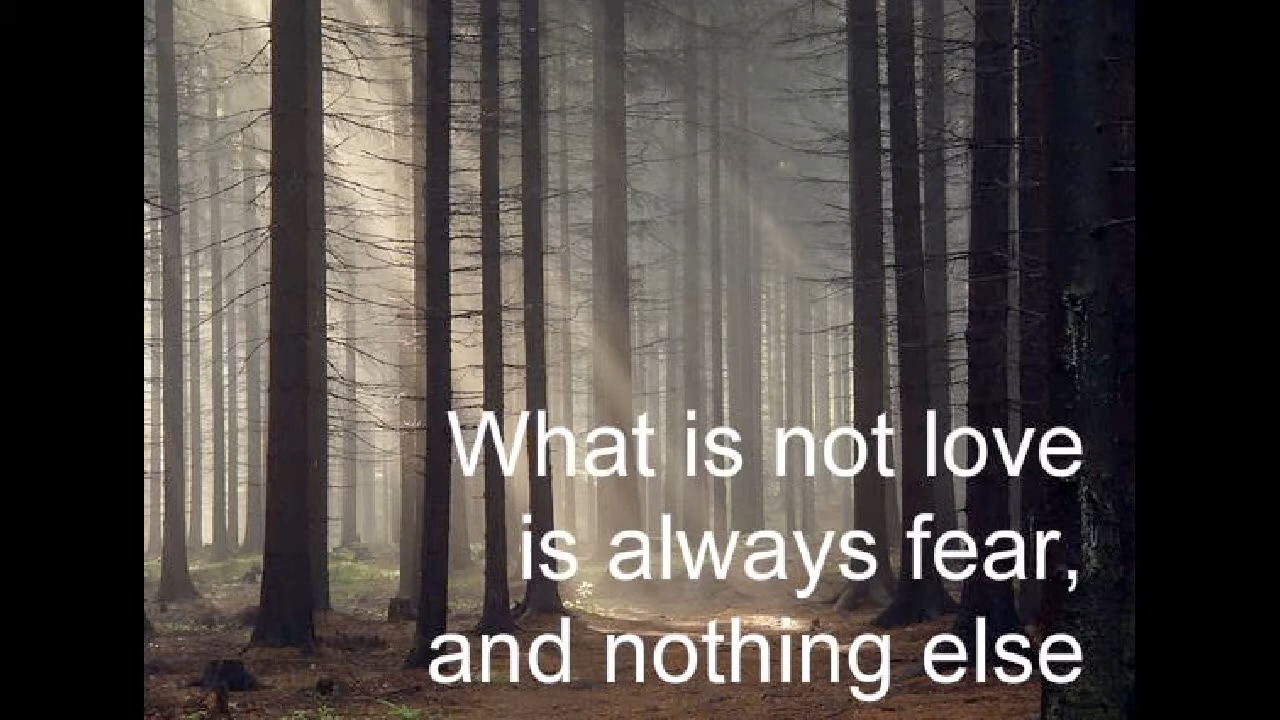 What is not love
is always fear,
and nothing else